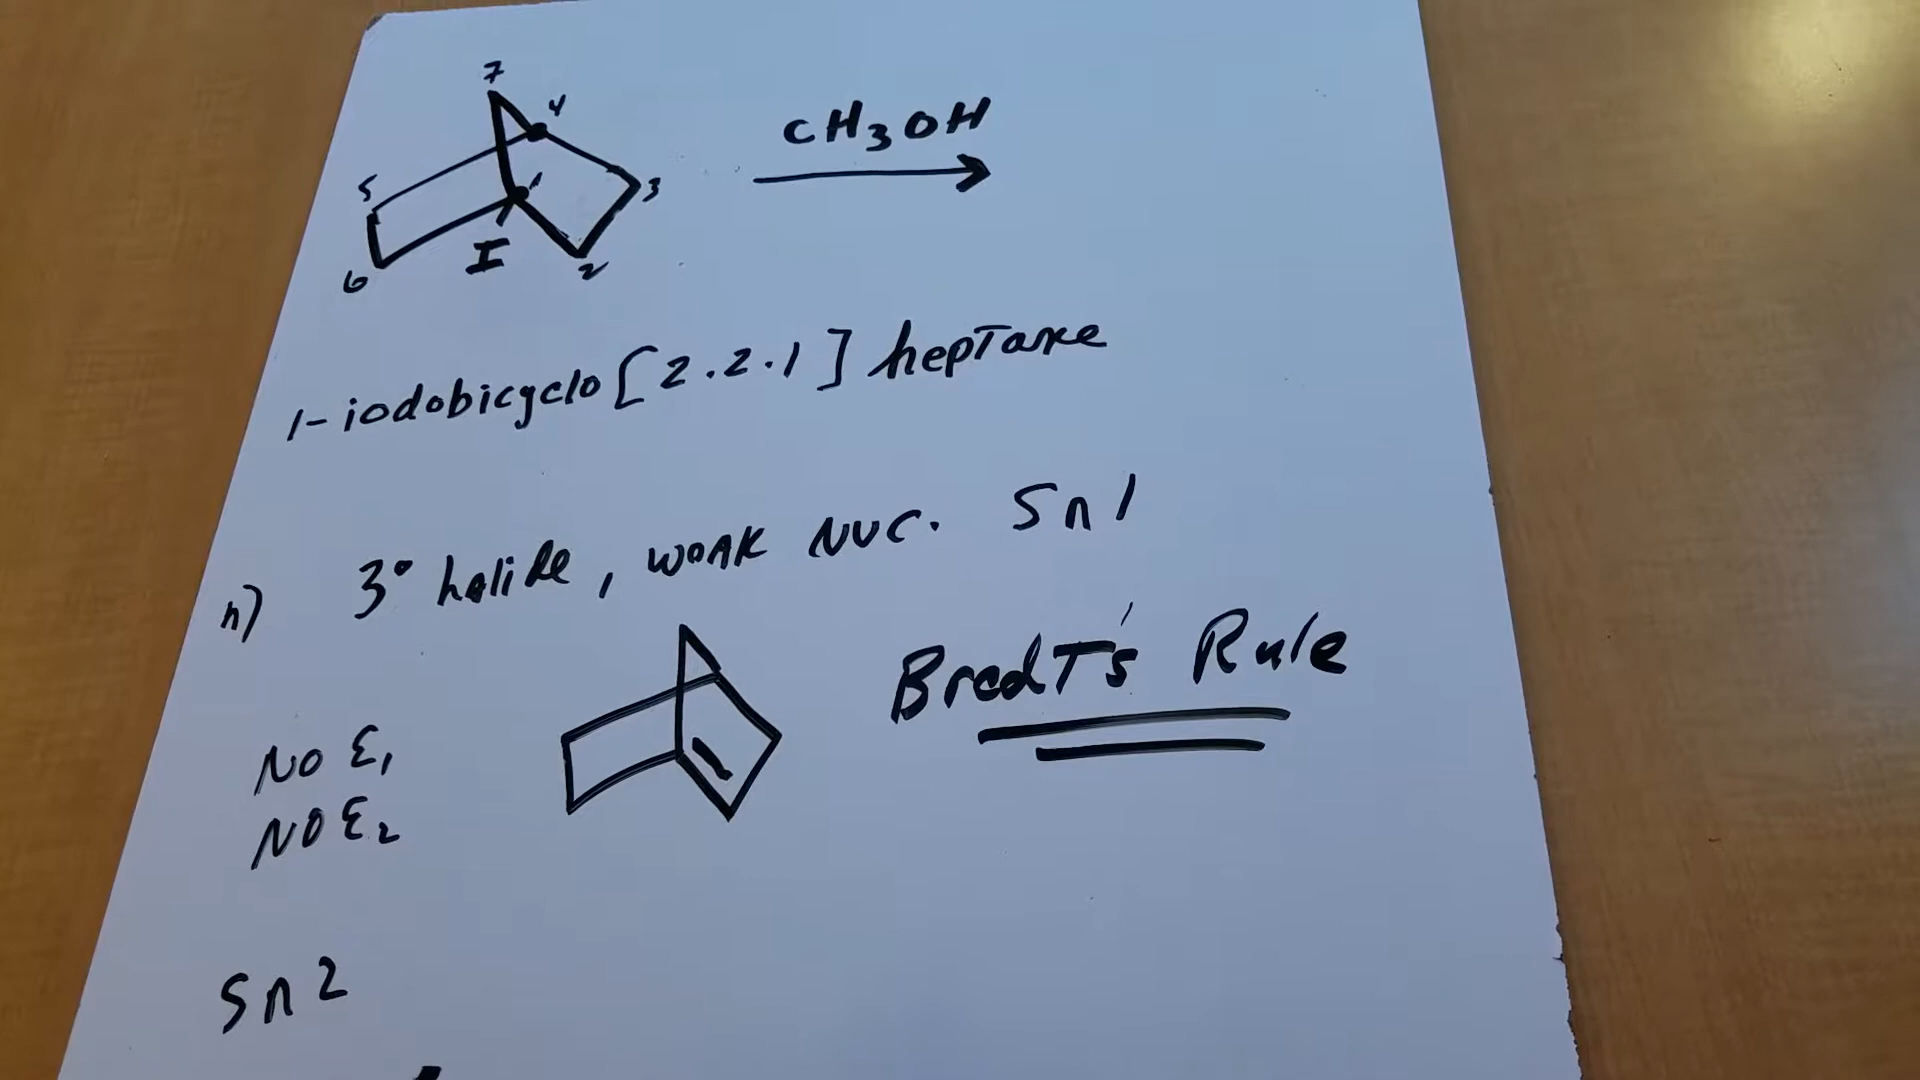 7
4
CH3OH
5
1
3
I
6
2
1-iodobicyclo[2.2.1] heptane
n) 3° halide, weak NUC. Sn1
Bredt's Rule
NO E1
NO E2
Sn2